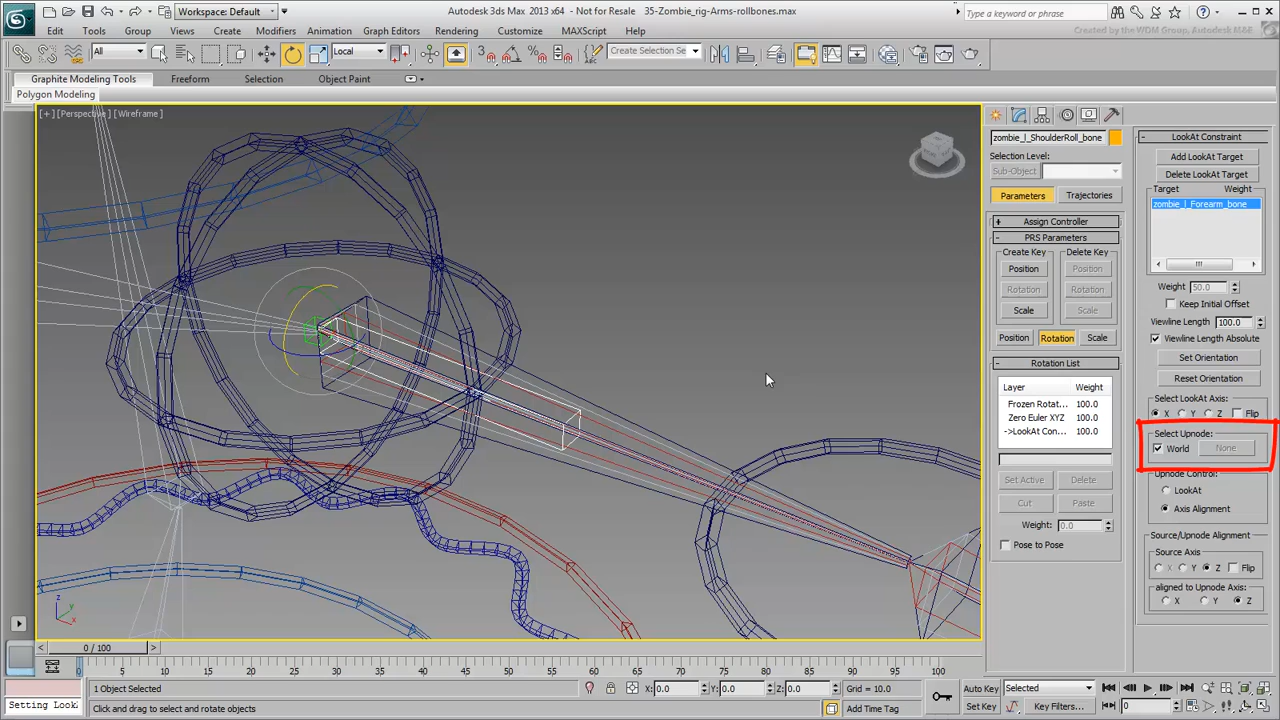 Workspace: Default
Autodesk 3ds Max 2013 x64 - Not for Resale 35-Zombie_rig-Arms-rollbones.max
Type a keyword or phrase
Edit Tools Group Views Create Modifiers Animation Graph Editors Rendering Customize MAXScript Help
Created by the WDM Group, Autodesk M&E
All
Local
Create Selection Se
Graphite Modeling Tools Freeform Selection Object Paint
Polygon Modeling
[+] [Perspective] [Wireframe]
zombie_l_ShoulderRoll_bone
Selection Level:
Sub-Object
Parameters Trajectories
+ Assign Controller
- PRS Parameters
Create Key Delete Key
Position Position
Rotation Rotation
Scale Scale
Position Rotation Scale
- Rotation List
Layer Weight
Frozen Rotat... 100.0
Zero Euler XYZ 100.0
->LookAt Con... 100.0
Set Active Delete
Cut Paste
Weight: 0.0
Pose to Pose
- LookAt Constraint
Add LookAt Target
Delete LookAt Target
Target Weight
zombie_l_Forearm_bone
Weight 50.0
Keep Initial Offset
Viewline Length 100.0
Viewline Length Absolute
Set Orientation
Reset Orientation
Select LookAt Axis:
X Y Z Flip
Select Upnode:
World None
Upnode Control:
LookAt
Axis Alignment
Source/Upnode Alignment
Source Axis
X Y Z Flip
aligned to Upnode Axis:
X Y Z
z y x
0 / 100
0 5 10 15 20 25 30 35 40 45 50 55 60 65 70 75 80 85 90 95 100
1 Object Selected
X: 0.0 Y: 0.0 Z: 0.0 Grid = 10.0
Auto Key Selected
Setting Look
Click and drag to select and rotate objects
Add Time Tag
Set Key Key Filters... 0